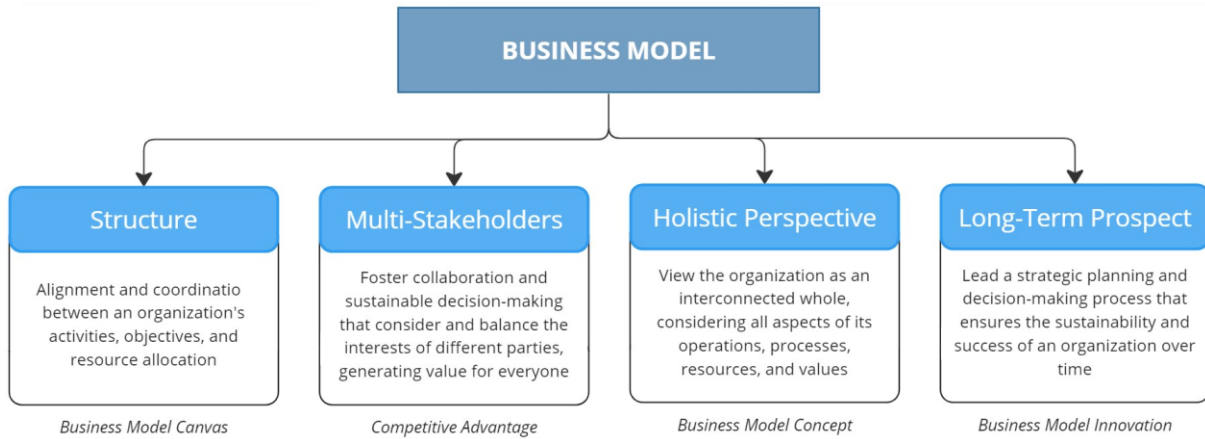 BUSINESS MODEL
Structure
Alignment and coordinatio
between an organization's
activities, objectives, and
resource allocation
Business Model Canvas
Multi-Stakeholders
Foster collaboration and
sustainable decision-making
that consider and balance the
interests of different parties,
generating value for everyone
Competitive Advantage
Holistic Perspective
View the organization as an
interconnected whole,
considering all aspects of its
operations, processes,
resources, and values
Business Model Concept
Long-Term Prospect
Lead a strategic planning and
decision-making process that
ensures the sustainability and
success of an organization over
time
Business Model Innovation